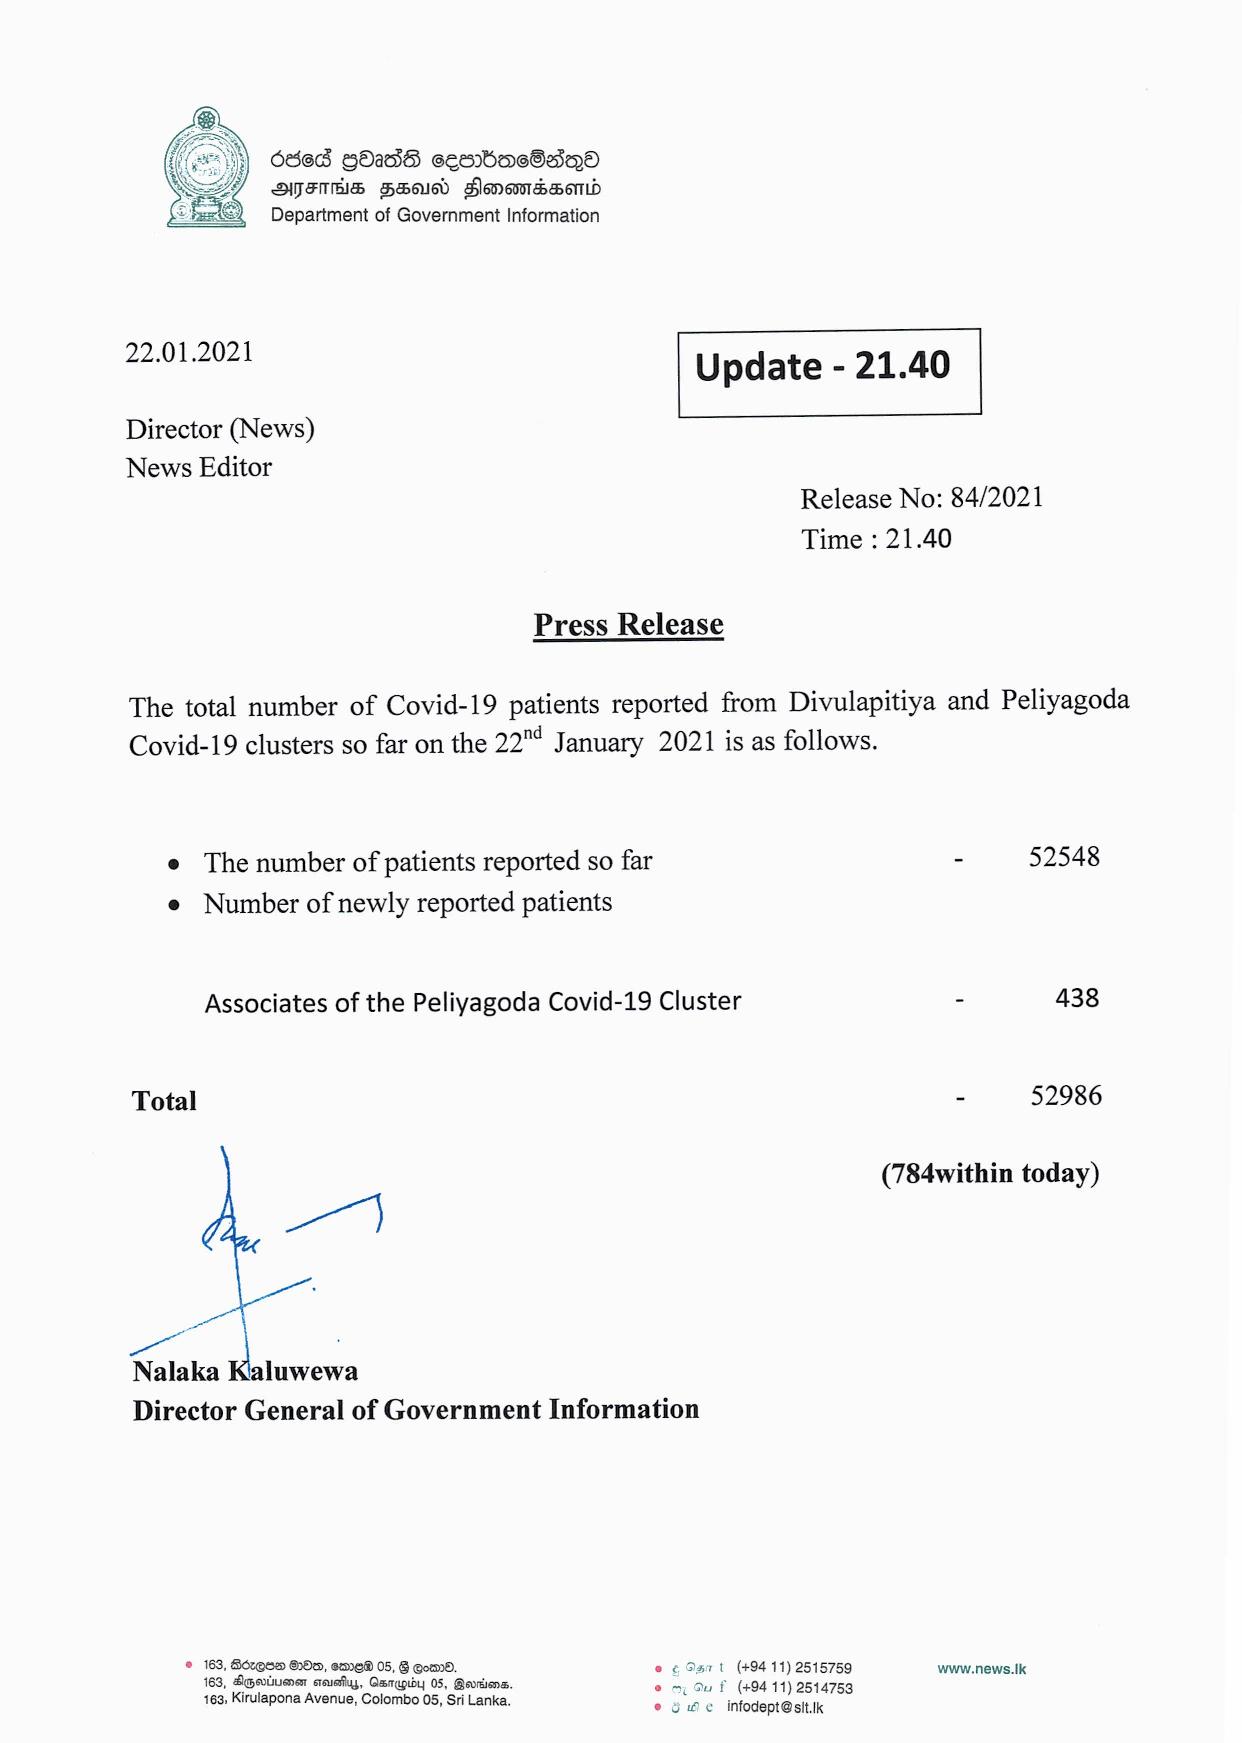 රජයේ ප්‍රවෘත්ති දෙපාර්තමේන්තුව
அரசாங்க தகவல் திணைக்களம்
Department of Government Information
22.01.2021
Update - 21.40
Director (News)
News Editor
Release No: 84/2021
Time : 21.40
Press Release
The total number of Covid-19 patients reported from Divulapitiya and Peliyagoda
Covid-19 clusters so far on the 22nd January 2021 is as follows.
• The number of patients reported so far - 52548
• Number of newly reported patients
Associates of the Peliyagoda Covid-19 Cluster - 438
Total - 52986
(784within today)
Nalaka Kaluwewa
Director General of Government Information
• 163, කිරුලපන මාවත, කොළඹ 05, ශ්‍රී ලංකාව.
163, கிருலப்பனை எவனியூ, கொழும்பு 05, இலங்கை.
163, Kirulapona Avenue, Colombo 05, Sri Lanka.
• දු தொ t (+94 11) 2515759
• ෆැ பெ f (+94 11) 2514753
• ඊ மி e infodept@slt.lk
www.news.lk